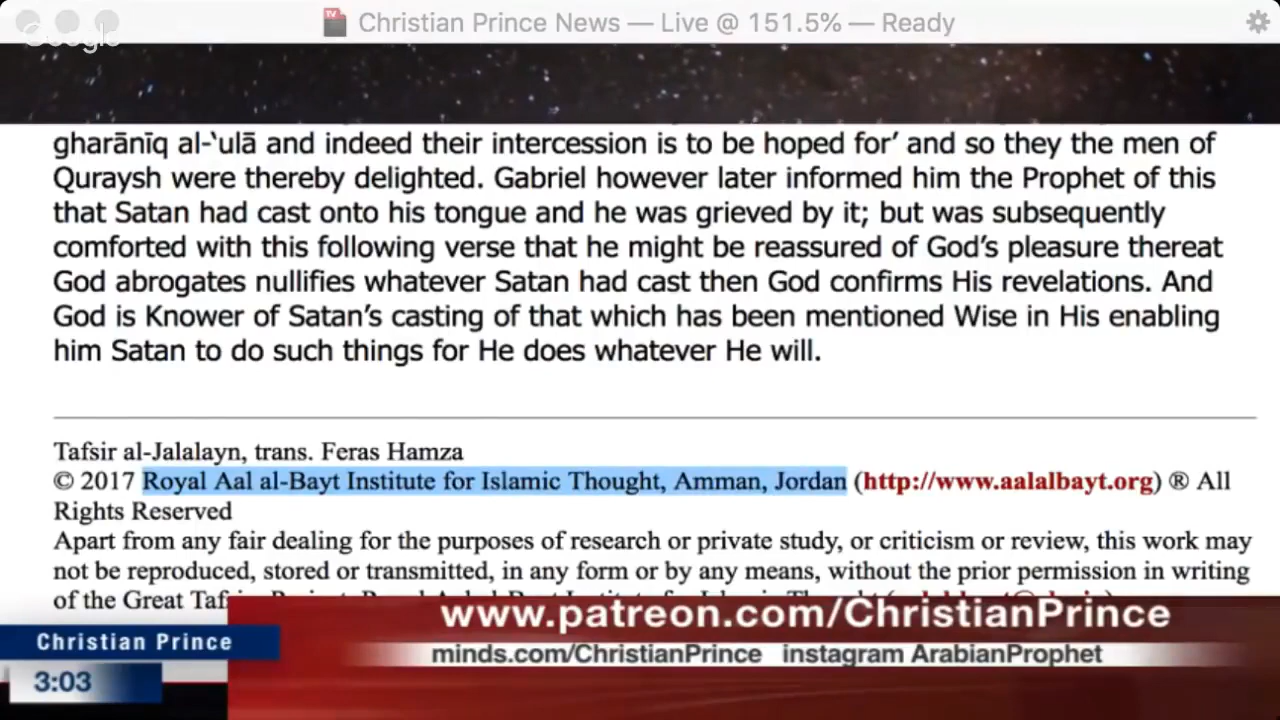 Christian Prince News — Live @ 151.5% — Ready
Google
gharānīq al-‘ulā and indeed their intercession is to be hoped for’ and so they the men of
Quraysh were thereby delighted. Gabriel however later informed him the Prophet of this
that Satan had cast onto his tongue and he was grieved by it; but was subsequently
comforted with this following verse that he might be reassured of God’s pleasure thereat
God abrogates nullifies whatever Satan had cast then God confirms His revelations. And
God is Knower of Satan’s casting of that which has been mentioned Wise in His enabling
him Satan to do such things for He does whatever He will.
Tafsir al-Jalalayn, trans. Feras Hamza
© 2017 Royal Aal al-Bayt Institute for Islamic Thought, Amman, Jordan (http://www.aalalbayt.org) ® All
Rights Reserved
Apart from any fair dealing for the purposes of research or private study, or criticism or review, this work may
not be reproduced, stored or transmitted, in any form or by any means, without the prior permission in writing
of the Great
www.patreon.com/ChristianPrince
Christian Prince
minds.com/ChristianPrince instagram ArabianProphet
3:03